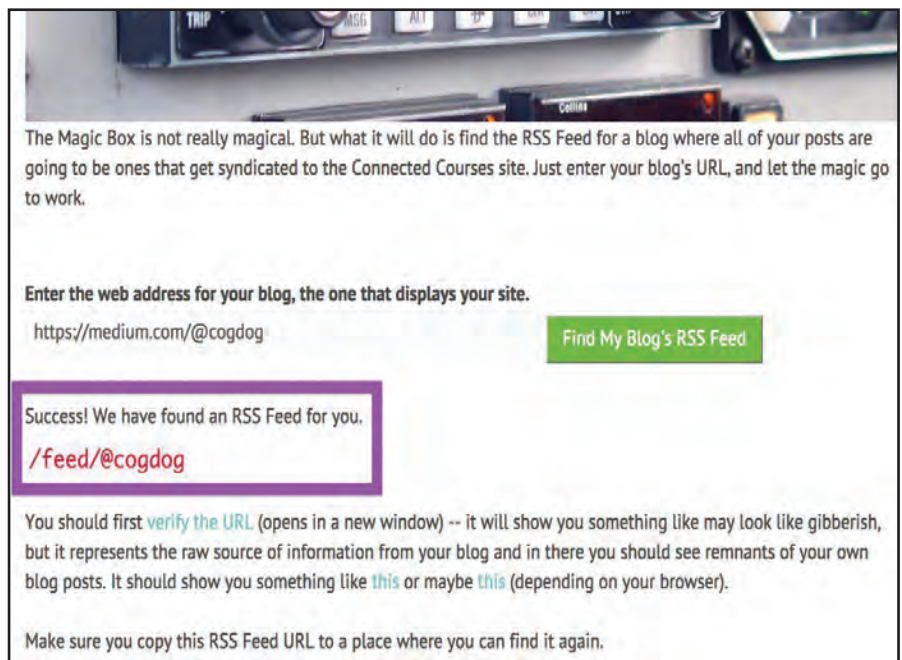 TRIP
MSG ALT
Collins
The Magic Box is not really magical. But what it will do is find the RSS Feed for a blog where all of your posts are
going to be ones that get syndicated to the Connected Courses site. Just enter your blog's URL, and let the magic go
to work.
Enter the web address for your blog, the one that displays your site.
https://medium.com/@cogdog
Find My Blog's RSS Feed
Success! We have found an RSS Feed for you.
/feed/@cogdog
You should first verify the URL (opens in a new window) -- it will show you something like may look like gibberish,
but it represents the raw source of information from your blog and in there you should see remnants of your own
blog posts. It should show you something like this or maybe this (depending on your browser).
Make sure you copy this RSS Feed URL to a place where you can find it again.